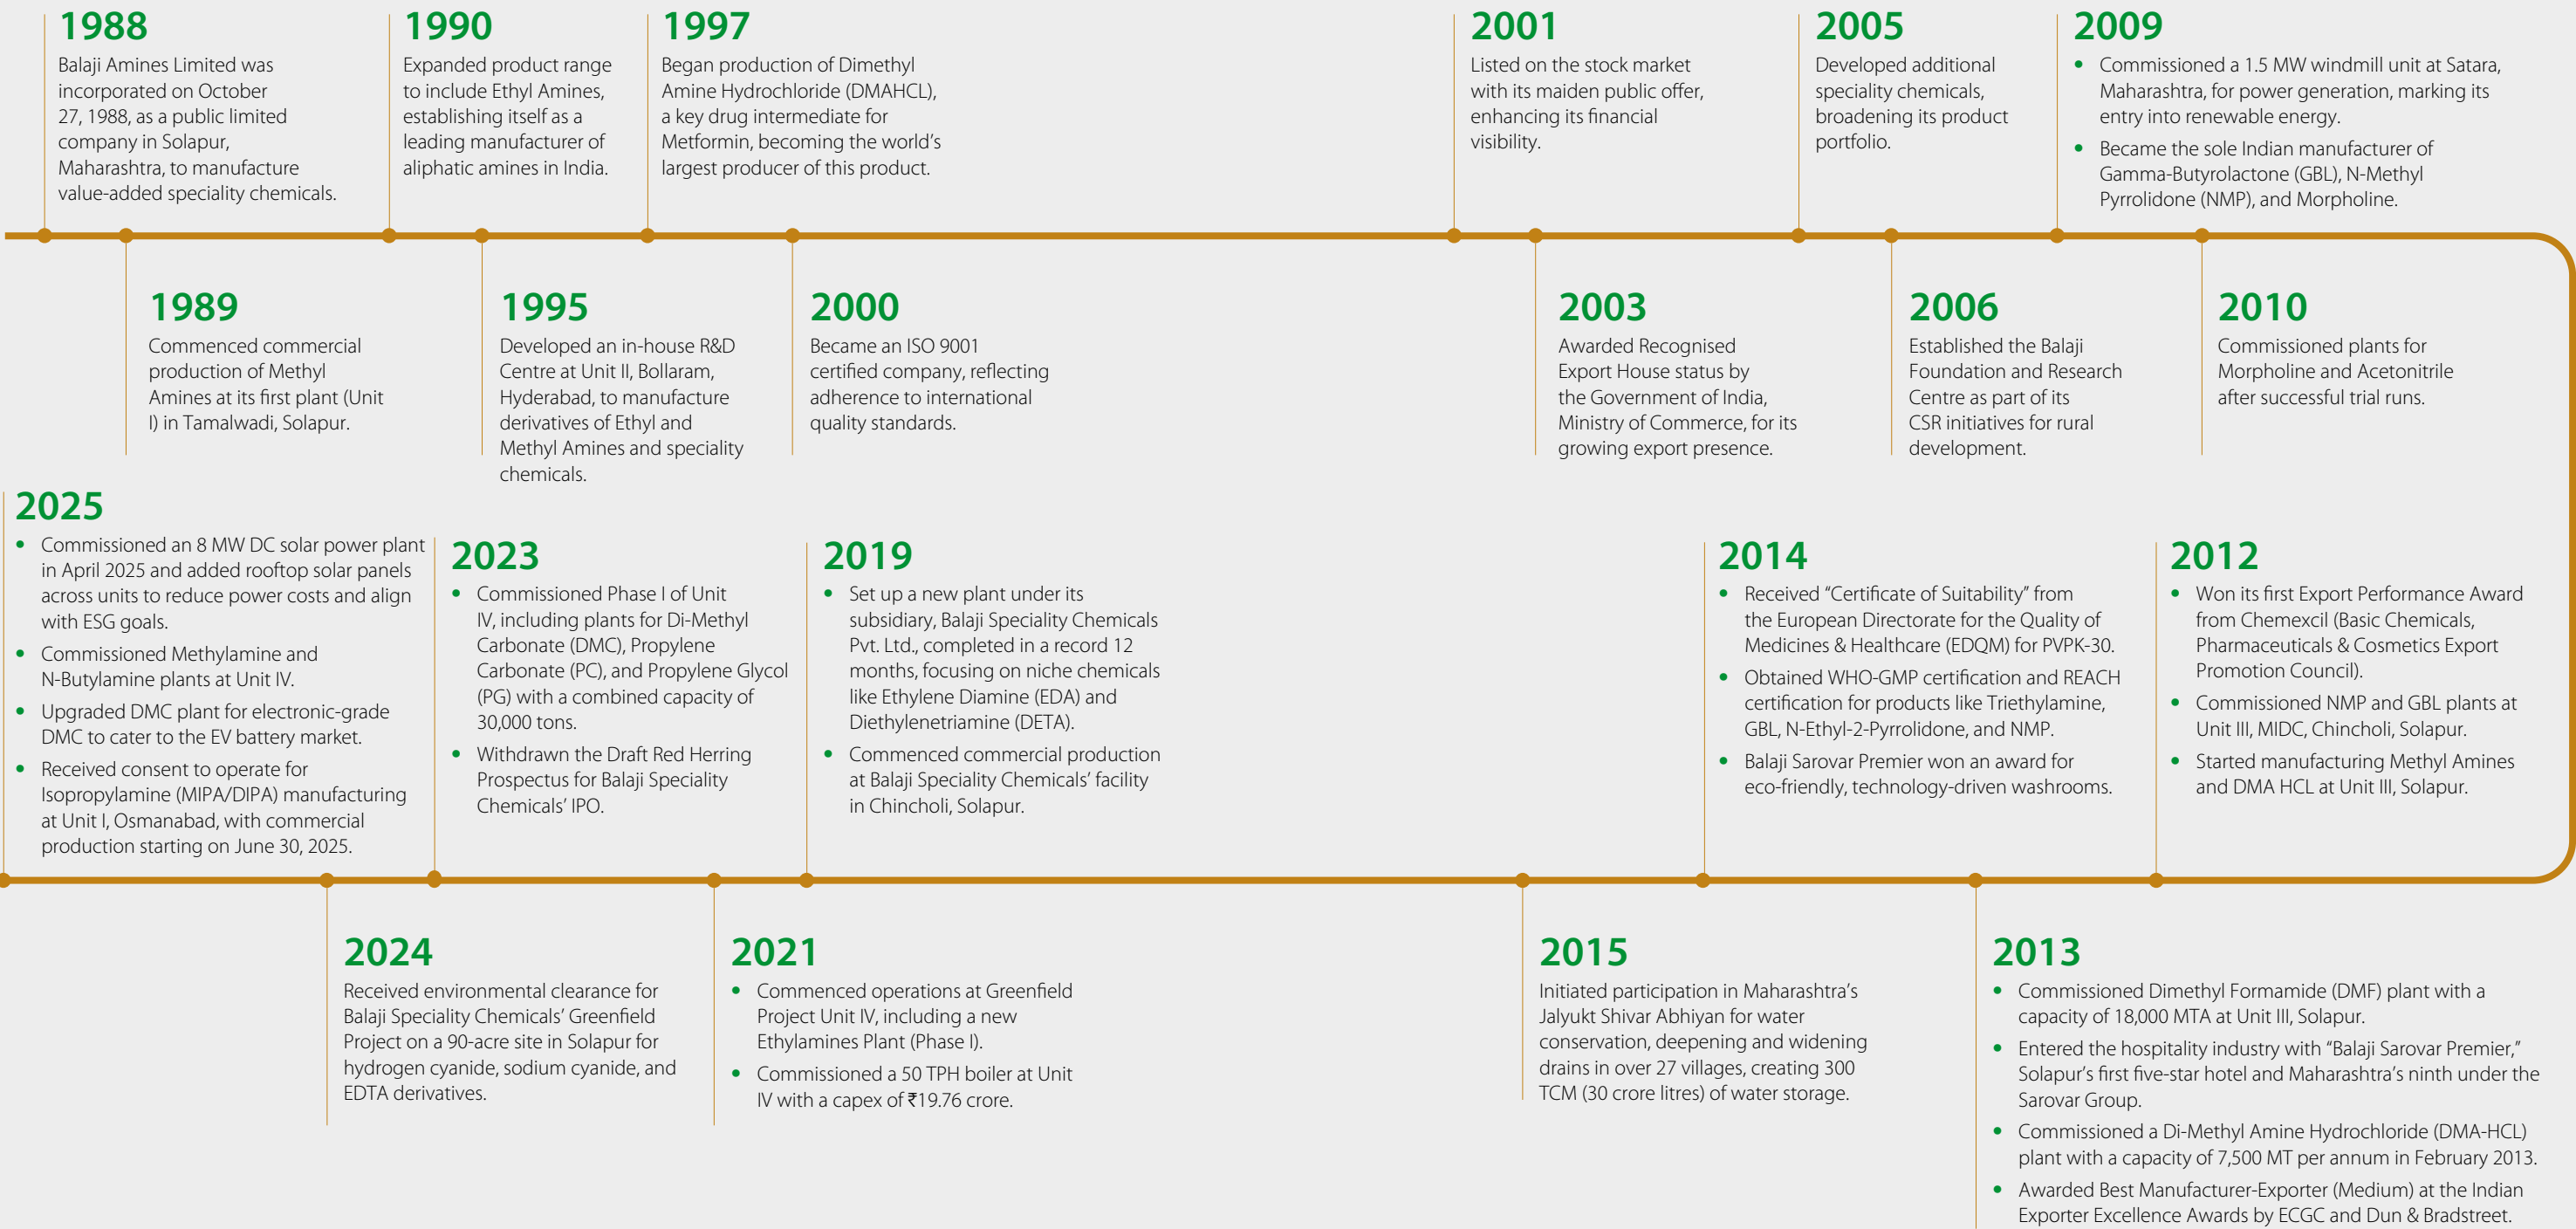 1988
Balaji Amines Limited was
incorporated on October
27, 1988, as a public limited
company in Solapur,
Maharashtra, to manufacture
value-added speciality chemicals.
1989
Commenced commercial
production of Methyl
Amines at its first plant (Unit
I) in Tamalwadi, Solapur.
1990
Expanded product range
to include Ethyl Amines,
establishing itself as a
leading manufacturer of
aliphatic amines in India.
1995
Developed an in-house R&D
Centre at Unit II, Bollaram,
Hyderabad, to manufacture
derivatives of Ethyl and
Methyl Amines and speciality
chemicals.
1997
Began production of Dimethyl
Amine Hydrochloride (DMAHCL),
a key drug intermediate for
Metformin, becoming the world's
largest producer of this product.
2000
Became an ISO 9001
certified company, reflecting
adherence to international
quality standards.
2001
Listed on the stock market
with its maiden public offer,
enhancing its financial
visibility.
2003
Awarded Recognised
Export House status by
the Government of India,
Ministry of Commerce, for its
growing export presence.
2005
Developed additional
speciality chemicals,
broadening its product
portfolio.
2006
Established the Balaji
Foundation and Research
Centre as part of its
CSR initiatives for rural
development.
2009
• Commissioned a 1.5 MW windmill unit at Satara,
Maharashtra, for power generation, marking its
entry into renewable energy.
• Became the sole Indian manufacturer of
Gamma-Butyrolactone (GBL), N-Methyl
Pyrrolidone (NMP), and Morpholine.
2010
Commissioned plants for
Morpholine and Acetonitrile
after successful trial runs.
2012
• Won its first Export Performance Award
from Chemexcil (Basic Chemicals,
Pharmaceuticals & Cosmetics Export
Promotion Council).
• Commissioned NMP and GBL plants at
Unit III, MIDC, Chincholi, Solapur.
• Started manufacturing Methyl Amines
and DMA HCL at Unit III, Solapur.
2013
• Commissioned Dimethyl Formamide (DMF) plant with a
capacity of 18,000 MTA at Unit III, Solapur.
• Entered the hospitality industry with “Balaji Sarovar Premier,”
Solapur's first five-star hotel and Maharashtra's ninth under the
Sarovar Group.
• Commissioned a Di-Methyl Amine Hydrochloride (DMA-HCL)
plant with a capacity of 7,500 MT per annum in February 2013.
• Awarded Best Manufacturer-Exporter (Medium) at the Indian
Exporter Excellence Awards by ECGC and Dun & Bradstreet.
2014
• Received “Certificate of Suitability” from
the European Directorate for the Quality of
Medicines & Healthcare (EDQM) for PVPK-30.
• Obtained WHO-GMP certification and REACH
certification for products like Triethylamine,
GBL, N-Ethyl-2-Pyrrolidone, and NMP.
• Balaji Sarovar Premier won an award for
eco-friendly, technology-driven washrooms.
2015
Initiated participation in Maharashtra's
Jalyukt Shivar Abhiyan for water
conservation, deepening and widening
drains in over 27 villages, creating 300
TCM (30 crore litres) of water storage.
2019
• Set up a new plant under its
subsidiary, Balaji Speciality Chemicals
Pvt. Ltd., completed in a record 12
months, focusing on niche chemicals
like Ethylene Diamine (EDA) and
Diethylenetriamine (DETA).
• Commenced commercial production
at Balaji Speciality Chemicals' facility
in Chincholi, Solapur.
2021
• Commenced operations at Greenfield
Project Unit IV, including a new
Ethylamines Plant (Phase I).
• Commissioned a 50 TPH boiler at Unit
IV with a capex of ₹19.76 crore.
2023
• Commissioned Phase I of Unit
IV, including plants for Di-Methyl
Carbonate (DMC), Propylene
Carbonate (PC), and Propylene Glycol
(PG) with a combined capacity of
30,000 tons.
• Withdrawn the Draft Red Herring
Prospectus for Balaji Speciality
Chemicals' IPO.
2024
Received environmental clearance for
Balaji Speciality Chemicals' Greenfield
Project on a 90-acre site in Solapur for
hydrogen cyanide, sodium cyanide, and
EDTA derivatives.
2025
• Commissioned an 8 MW DC solar power plant
in April 2025 and added rooftop solar panels
across units to reduce power costs and align
with ESG goals.
• Commissioned Methylamine and
N-Butylamine plants at Unit IV.
• Upgraded DMC plant for electronic-grade
DMC to cater to the EV battery market.
• Received consent to operate for
Isopropylamine (MIPA/DIPA) manufacturing
at Unit I, Osmanabad, with commercial
production starting on June 30, 2025.